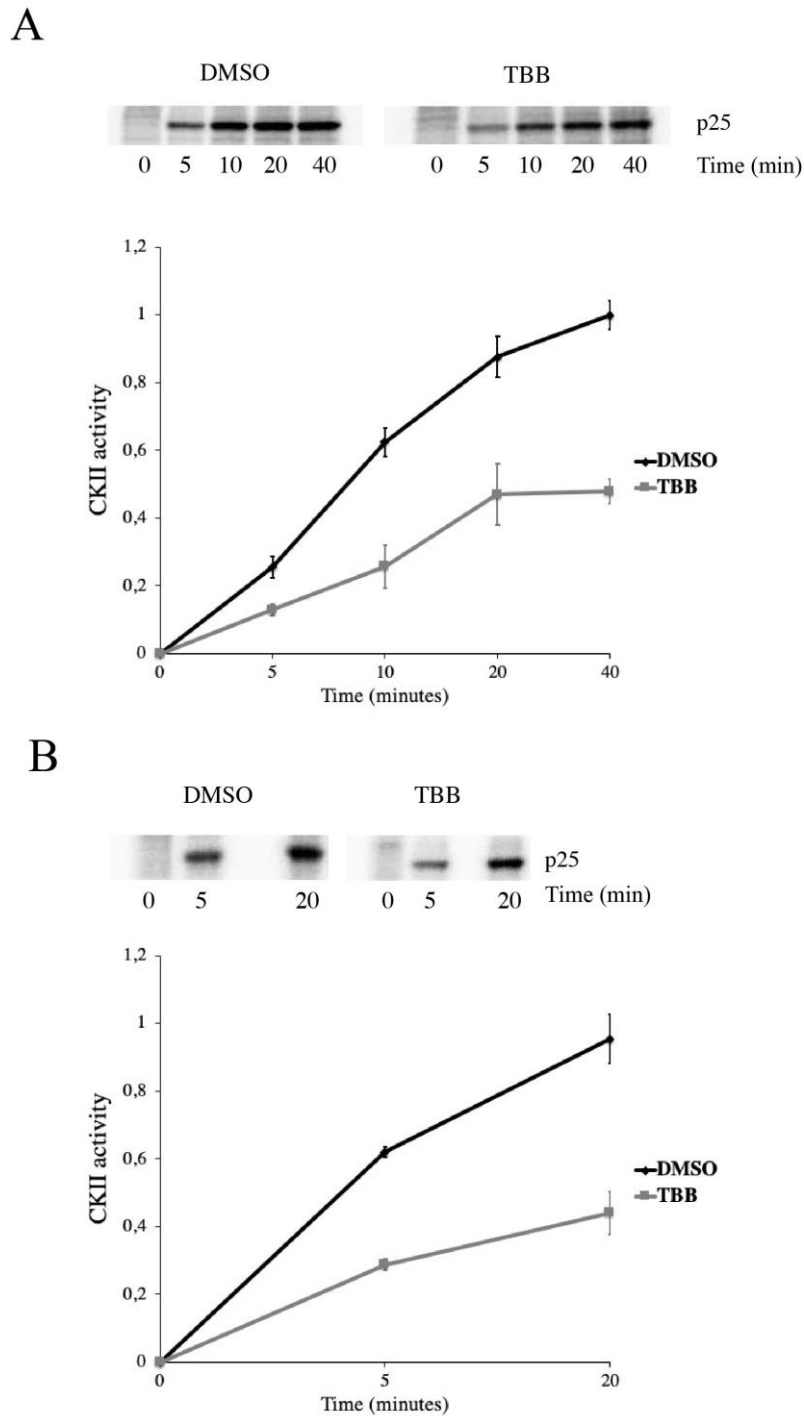 A
DMSO TBB
p25
0 5 10 20 40 0 5 10 20 40 Time (min)
1,2
1
0,8
0,6
0,4
0,2
0
CKII activity
DMSO
TBB
0 5 10 20 40
Time (minutes)
B
DMSO TBB
p25
0 5 20 0 5 20 Time (min)
1,2
1
0,8
0,6
0,4
0,2
0
CKII activity
DMSO
TBB
0 5 20
Time (minutes)